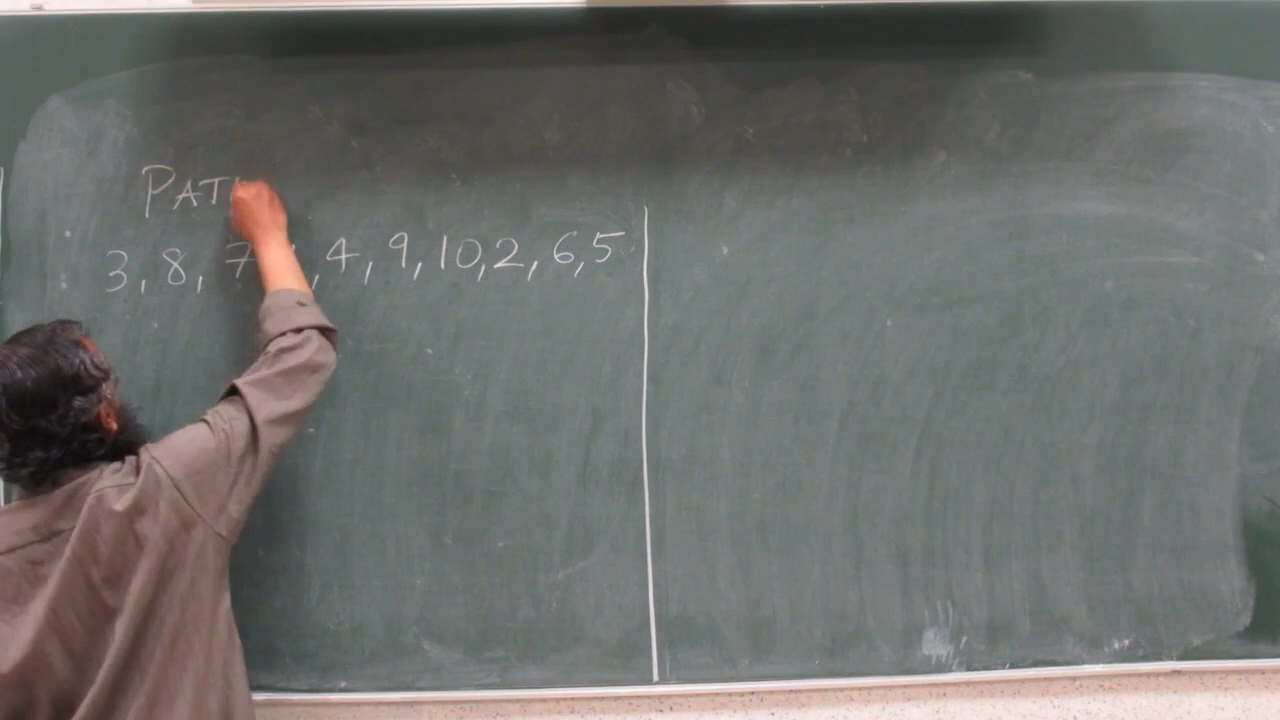 PAT
3, 8, 7, , 4, 9, 10, 2, 6, 5